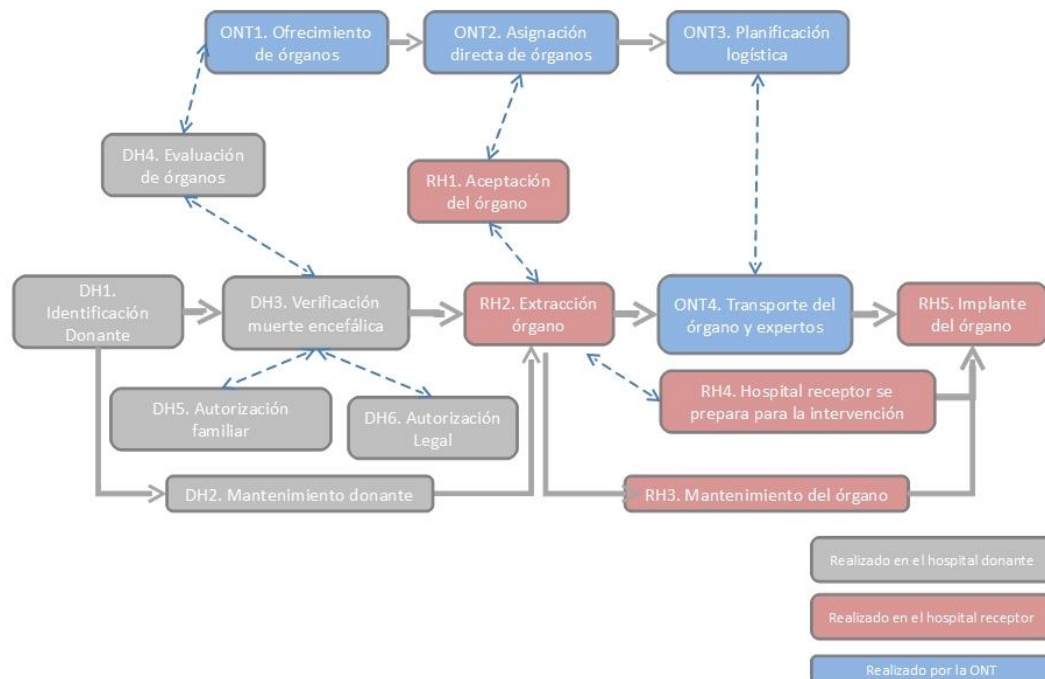 ONT1. Ofrecimiento
de órganos
ONT2. Asignación
directa de órganos
ONT3. Planificación
logística
DH4. Evaluación
de órganos
RH1. Aceptación
del órgano
DH1.
Identificación
Donante
DH3. Verificación
muerte encefálica
RH2. Extracción
órgano
ONT4. Transporte del
órgano y expertos
RH5. Implante
del órgano
DH5. Autorización
familiar
DH6. Autorización
Legal
RH4. Hospital receptor se
prepara para la intervención
DH2. Mantenimiento donante
RH3. Mantenimiento del órgano
Realizado en el hospital donante
Realizado en el hospital receptor
Realizado por la ONT